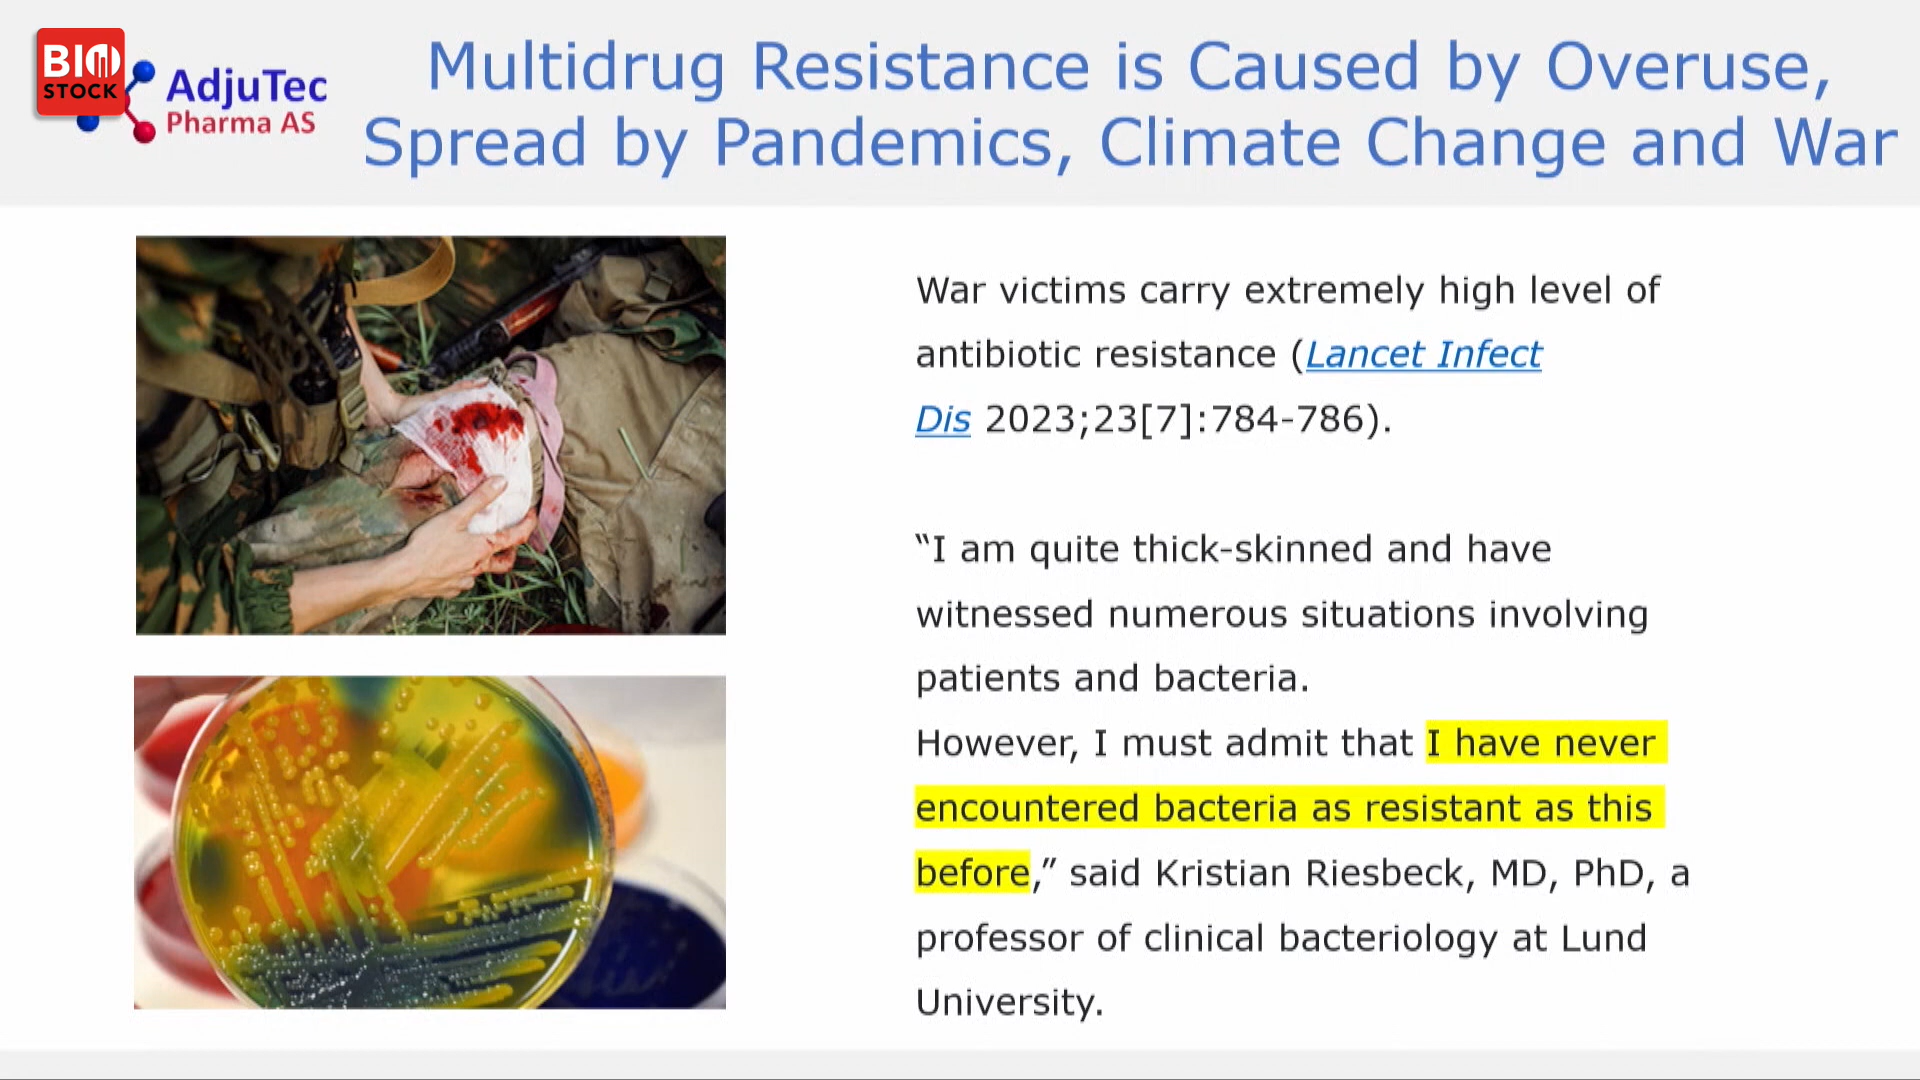 BIO
STOCK
AdjuTec
Pharma AS
Multidrug Resistance is Caused by Overuse,
Spread by Pandemics, Climate Change and War
War victims carry extremely high level of
antibiotic resistance (Lancet Infect
Dis 2023;23[7]:784-786).
“I am quite thick-skinned and have
witnessed numerous situations involving
patients and bacteria.
However, I must admit that I have never
encountered bacteria as resistant as this
before,” said Kristian Riesbeck, MD, PhD, a
professor of clinical bacteriology at Lund
University.